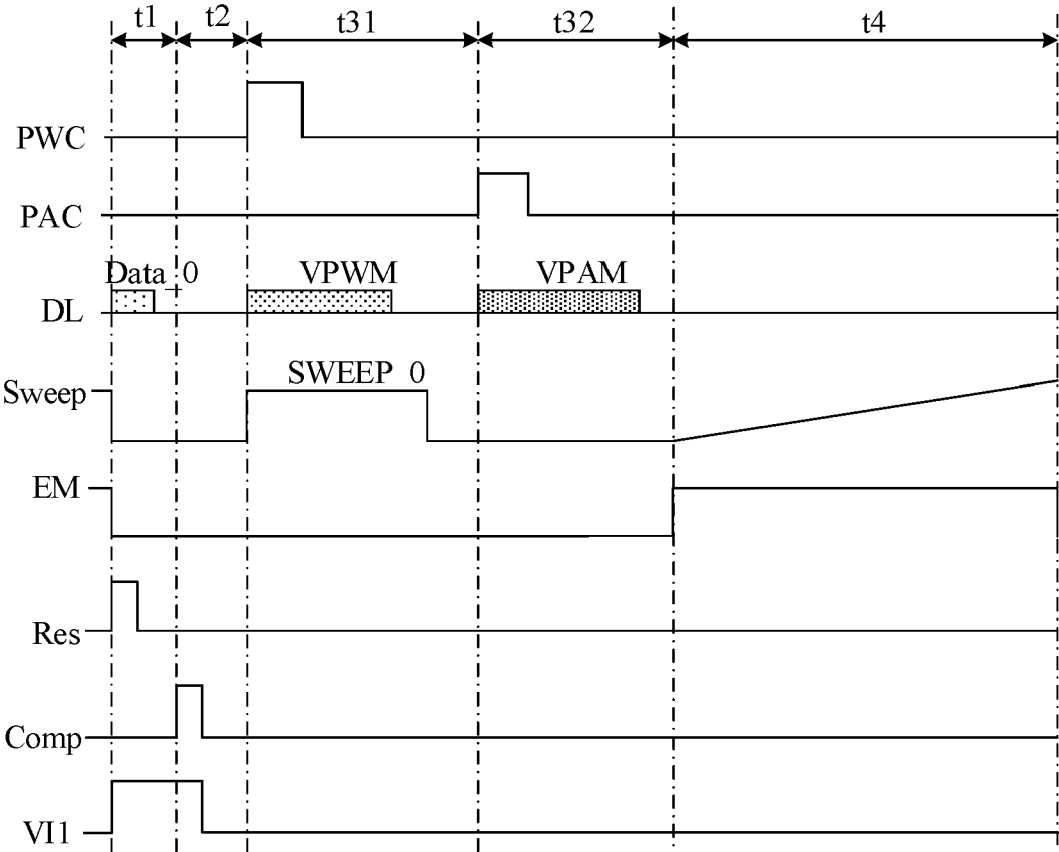 t1 t2 t31 t32 t4
PWC
PAC
Data_0 VPWM VPAM
DL
SWEEP_0
Sweep
EM
Res
Comp
VI1